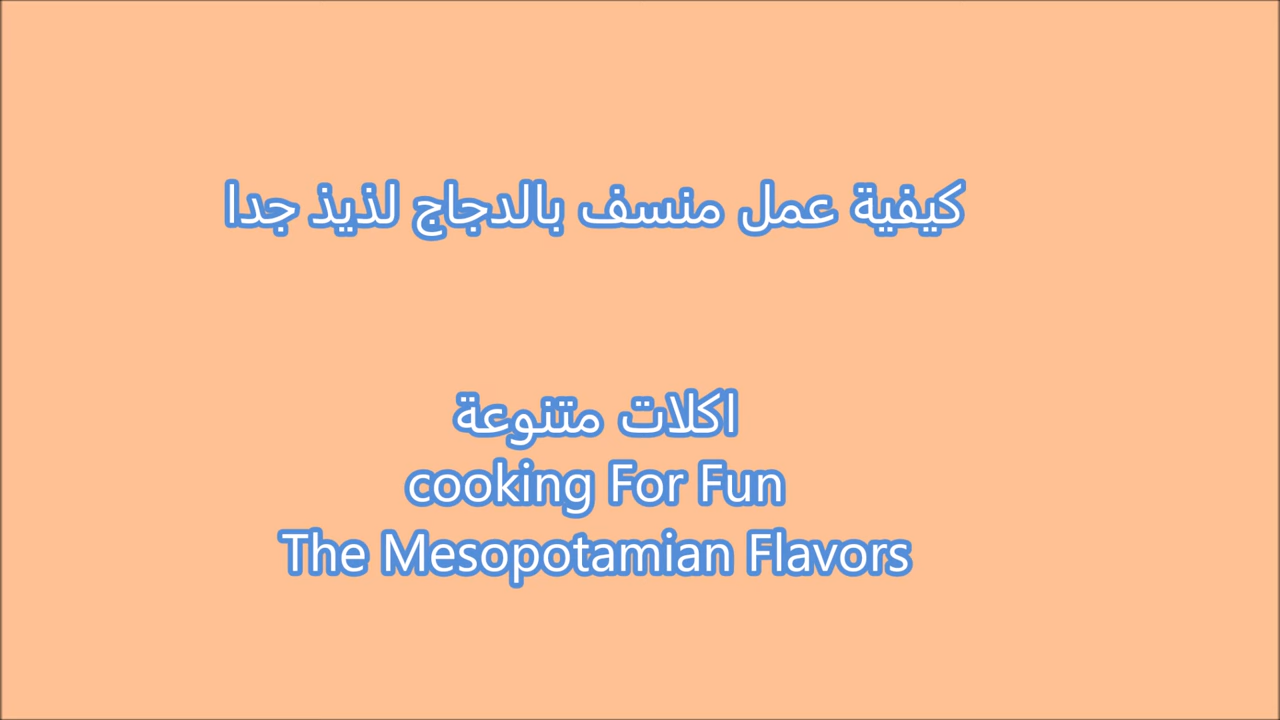 كيفية عمل منسف بالدجاج لذيذ جدا
اكلات متنوعة
cooking For Fun
The Mesopotamian Flavors